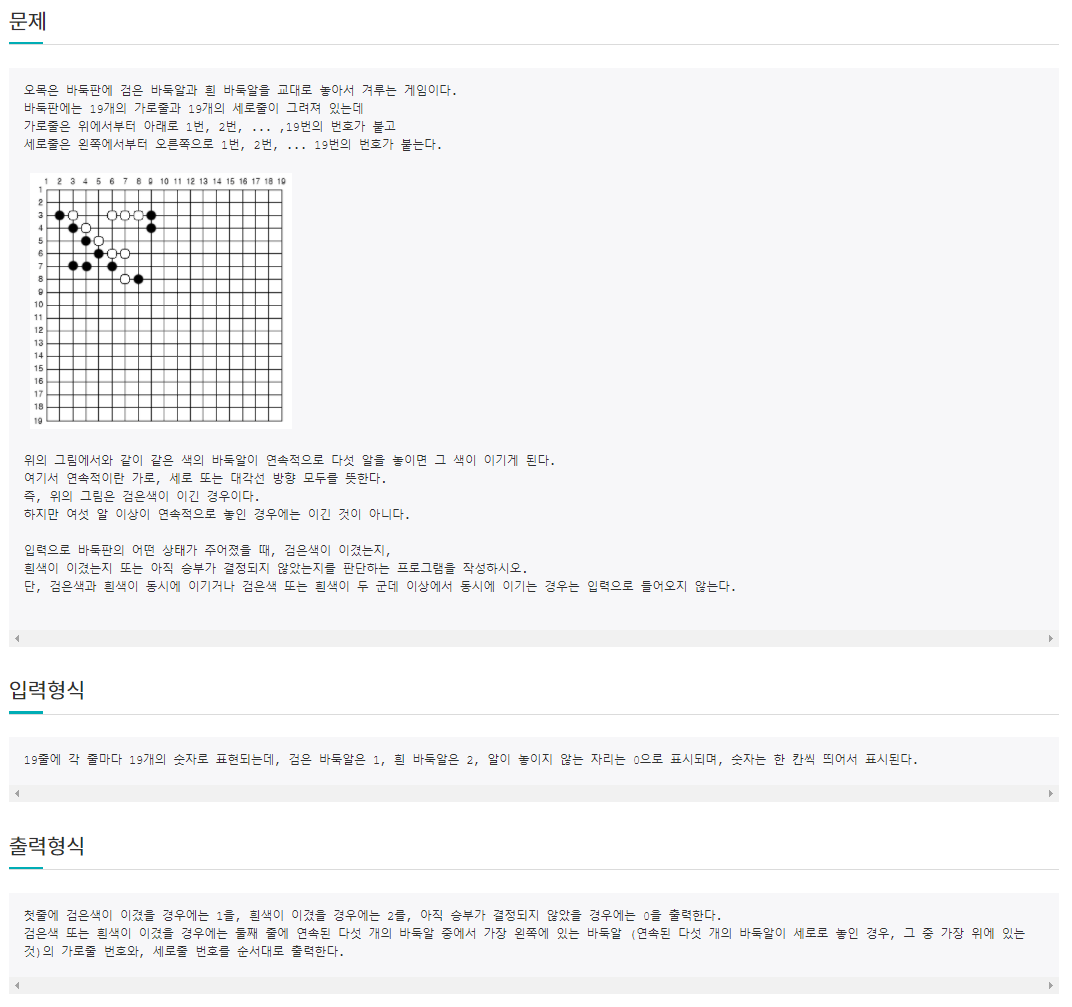 문제
오목은 바둑판에 검은 바둑알과 흰 바둑알을 교대로 놓아서 겨루는 게임이다.
바둑판에는 19개의 가로줄과 19개의 세로줄이 그려져 있는데
가로줄은 위에서부터 아래로 1번, 2번, ... ,19번의 번호가 붙고
세로줄은 왼쪽에서부터 오른쪽으로 1번, 2번, ... 19번의 번호가 붙는다.
1 2 3 4 5 6 7 8 9 10 11 12 13 14 15 16 17 18 19
1
2
3
4
5
6
7
8
9
10
11
12
13
14
15
16
17
18
19
위의 그림에서와 같이 같은 색의 바둑알이 연속적으로 다섯 알을 놓이면 그 색이 이기게 된다.
여기서 연속적이란 가로, 세로 또는 대각선 방향 모두를 뜻한다.
즉, 위의 그림은 검은색이 이긴 경우이다.
하지만 여섯 알 이상이 연속적으로 놓인 경우에는 이긴 것이 아니다.
입력으로 바둑판의 어떤 상태가 주어졌을 때, 검은색이 이겼는지,
흰색이 이겼는지 또는 아직 승부가 결정되지 않았는지를 판단하는 프로그램을 작성하시오.
단, 검은색과 흰색이 동시에 이기거나 검은색 또는 흰색이 두 군데 이상에서 동시에 이기는 경우는 입력으로 들어오지 않는다.
입력형식
19줄에 각 줄마다 19개의 숫자로 표현되는데, 검은 바둑알은 1, 흰 바둑알은 2, 알이 놓이지 않는 자리는 0으로 표시되며, 숫자는 한 칸씩 띄어서 표시된다.
출력형식
첫줄에 검은색이 이겼을 경우에는 1을, 흰색이 이겼을 경우에는 2를, 아직 승부가 결정되지 않았을 경우에는 0을 출력한다.
검은색 또는 흰색이 이겼을 경우에는 둘째 줄에 연속된 다섯 개의 바둑알 중에서 가장 왼쪽에 있는 바둑알 (연속된 다섯 개의 바둑알이 세로로 놓인 경우, 그 중 가장 위에 있는
것)의 가로줄 번호와, 세로줄 번호를 순서대로 출력한다.